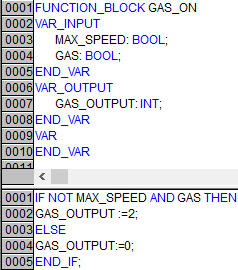 0001 FUNCTION_BLOCK GAS_ON
0002 VAR_INPUT
0003 MAX_SPEED: BOOL;
0004 GAS: BOOL;
0005 END_VAR
0006 VAR_OUTPUT
0007 GAS_OUTPUT: INT;
0008 END_VAR
0009 VAR
0010 END_VAR
0011
0001 IF NOT MAX_SPEED AND GAS THEN
0002 GAS_OUTPUT :=2;
0003 ELSE
0004 GAS_OUTPUT:=0;
0005 END_IF;